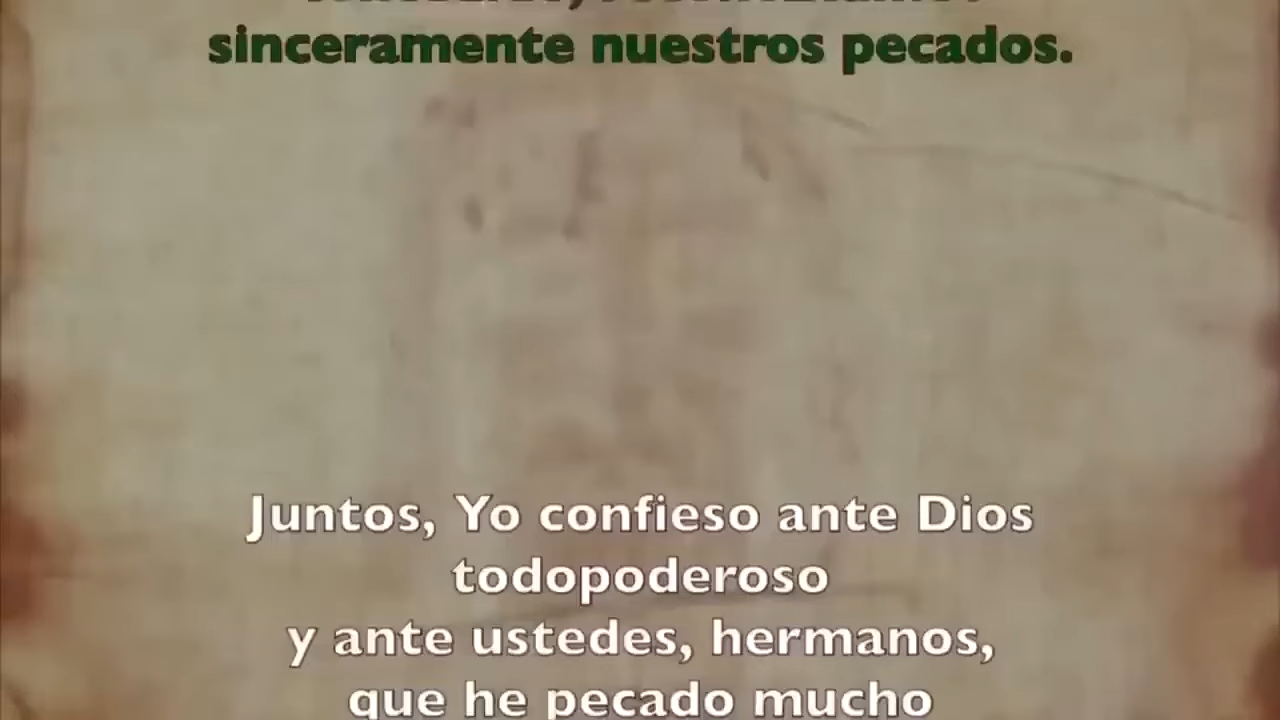 sinceramente nuestros pecados.
Juntos, Yo confieso ante Dios
todopoderoso
y ante ustedes, hermanos,
que he pecado mucho